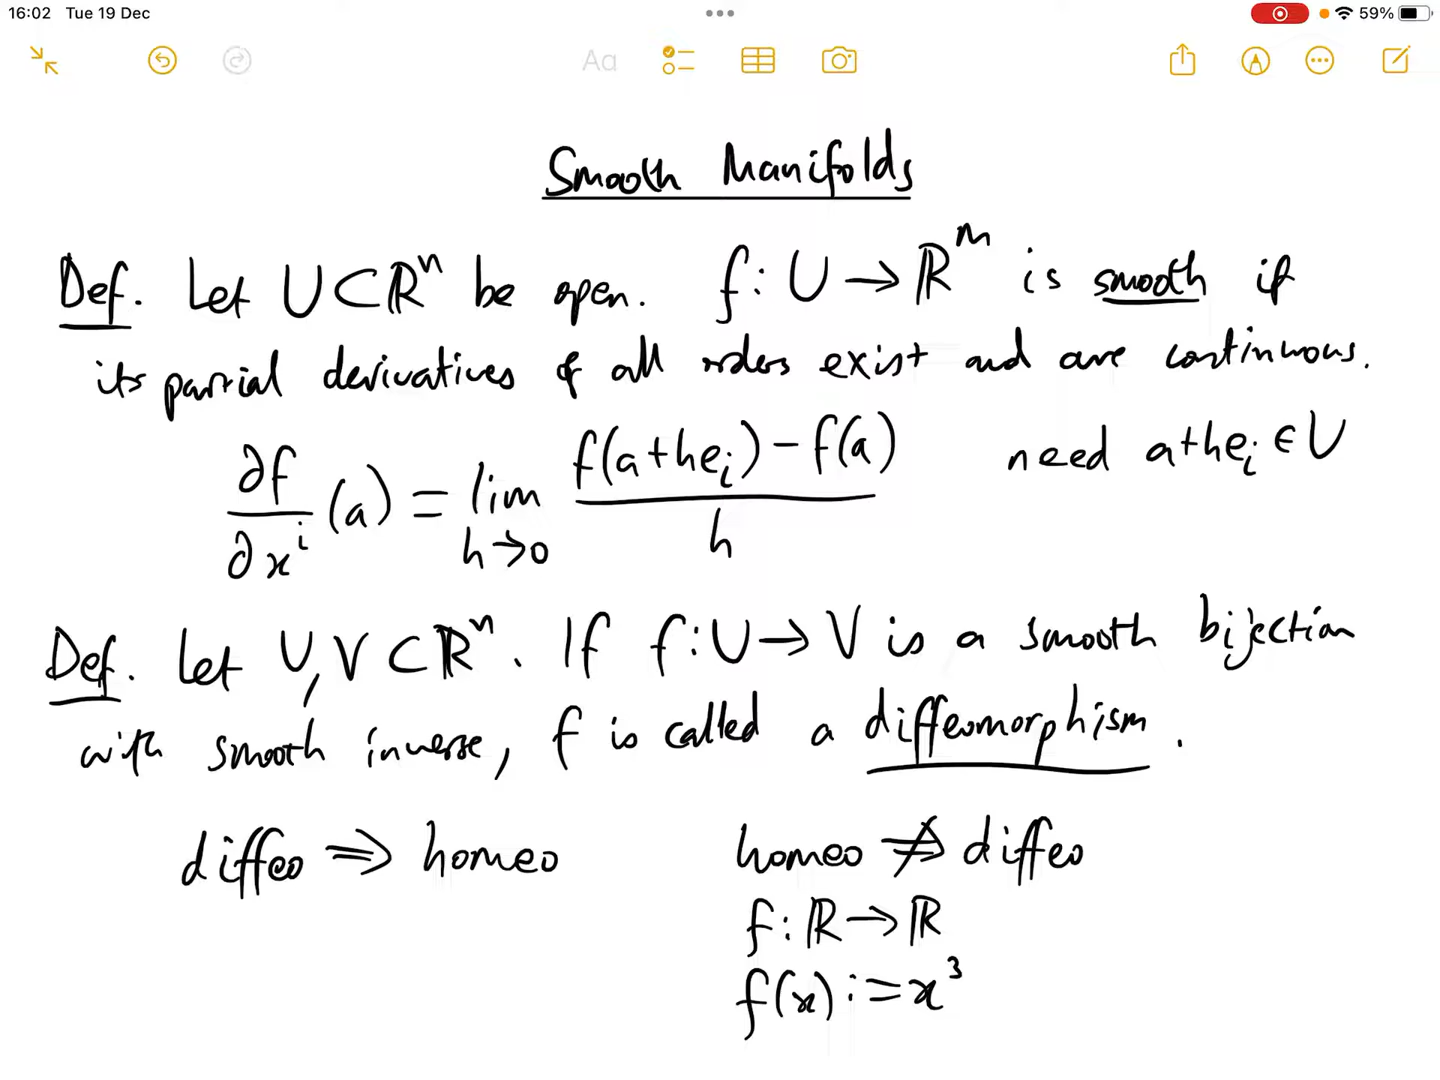 16:02 Tue 19 Dec 59%
Aa
Smooth Manifolds
Def. Let U⊂ℝⁿ be open. f: U→ℝᵐ is smooth if
its partial derivatives of all orders exist and are continuous.
∂f/∂xⁱ (a) = lim h→0 (f(a+heᵢ) - f(a))/h need a+heᵢ ∈ U
Def. Let U, V ⊂ ℝⁿ. If f: U→V is a smooth bijection
with smooth inverse, f is called a diffeomorphism.
diffeo ⇒ homeo homeo ⇏ diffeo
f: ℝ→ℝ
f(x) := x³